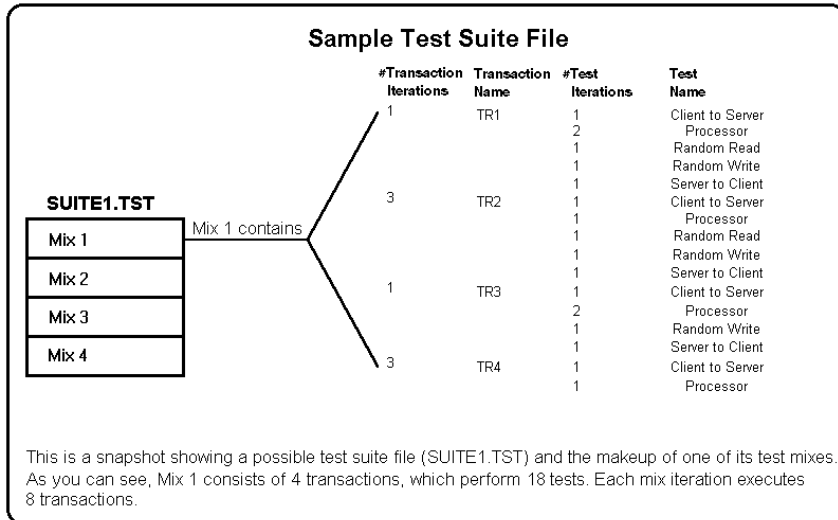 Sample Test Suite File
#Transaction Transaction #Test Test
Iterations Name Iterations Name
1 TR1 1 Client to Server
2 Processor
1 Random Read
1 Random Write
1 Server to Client
3 TR2 1 Client to Server
1 Processor
1 Random Read
1 Random Write
1 Server to Client
1 TR3 1 Client to Server
2 Processor
1 Random Write
1 Server to Client
3 TR4 1 Client to Server
1 Processor
SUITE1.TST
Mix 1
Mix 1 contains
Mix 2
Mix 3
Mix 4
This is a snapshot showing a possible test suite file (SUITE1.TST) and the makeup of one of its test mixes.
As you can see, Mix 1 consists of 4 transactions, which perform 18 tests. Each mix iteration executes
8 transactions.